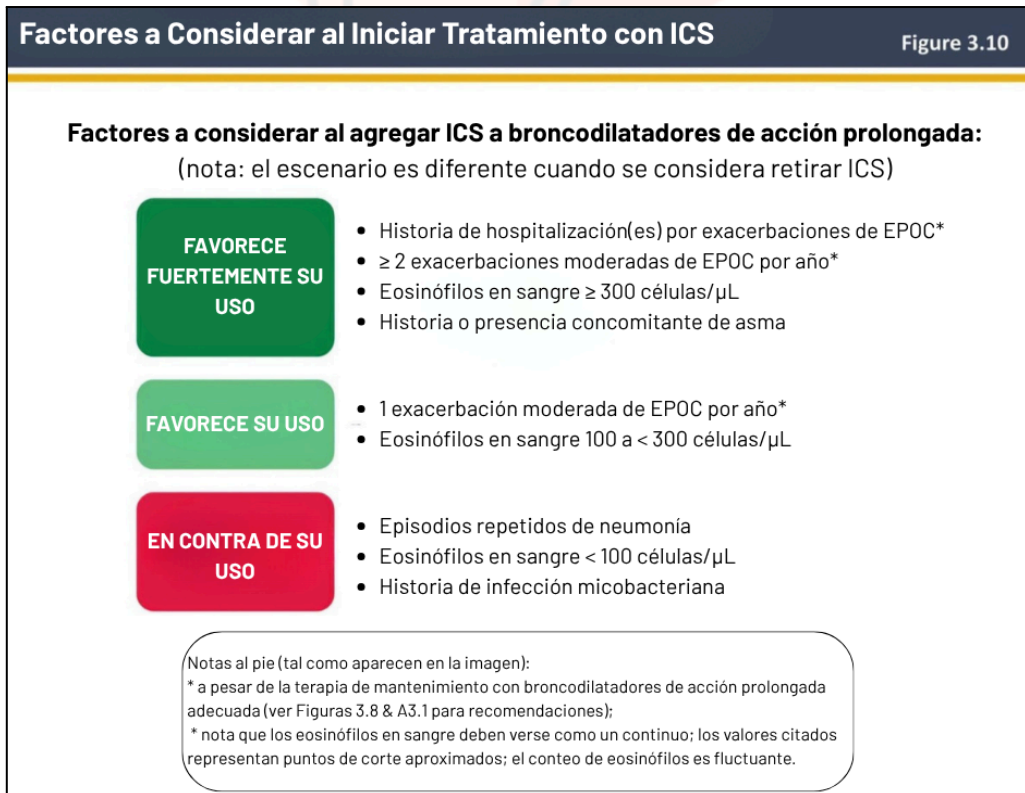 Factores a Considerar al Iniciar Tratamiento con ICS
Figure 3.10
Factores a considerar al agregar ICS a broncodilatadores de acción prolongada:
(nota: el escenario es diferente cuando se considera retirar ICS)
FAVORECE
FUERTEMENTE SU
USO
• Historia de hospitalización(es) por exacerbaciones de EPOC*
• ≥ 2 exacerbaciones moderadas de EPOC por año*
• Eosinófilos en sangre ≥ 300 células/µL
• Historia o presencia concomitante de asma
FAVORECE SU USO
• 1 exacerbación moderada de EPOC por año*
• Eosinófilos en sangre 100 a < 300 células/µL
EN CONTRA DE SU
USO
• Episodios repetidos de neumonía
• Eosinófilos en sangre < 100 células/µL
• Historia de infección micobacteriana
Notas al pie (tal como aparecen en la imagen):
* a pesar de la terapia de mantenimiento con broncodilatadores de acción prolongada
adecuada (ver Figuras 3.8 & A3.1 para recomendaciones);
* nota que los eosinófilos en sangre deben verse como un continuo; los valores citados
representan puntos de corte aproximados; el conteo de eosinófilos es fluctuante.